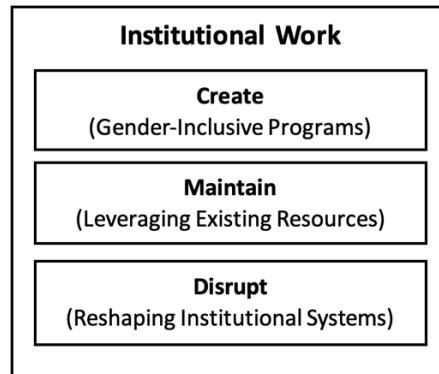 Institutional Work
Create
(Gender-Inclusive Programs)
Maintain
(Leveraging Existing Resources)
Disrupt
(Reshaping Institutional Systems)